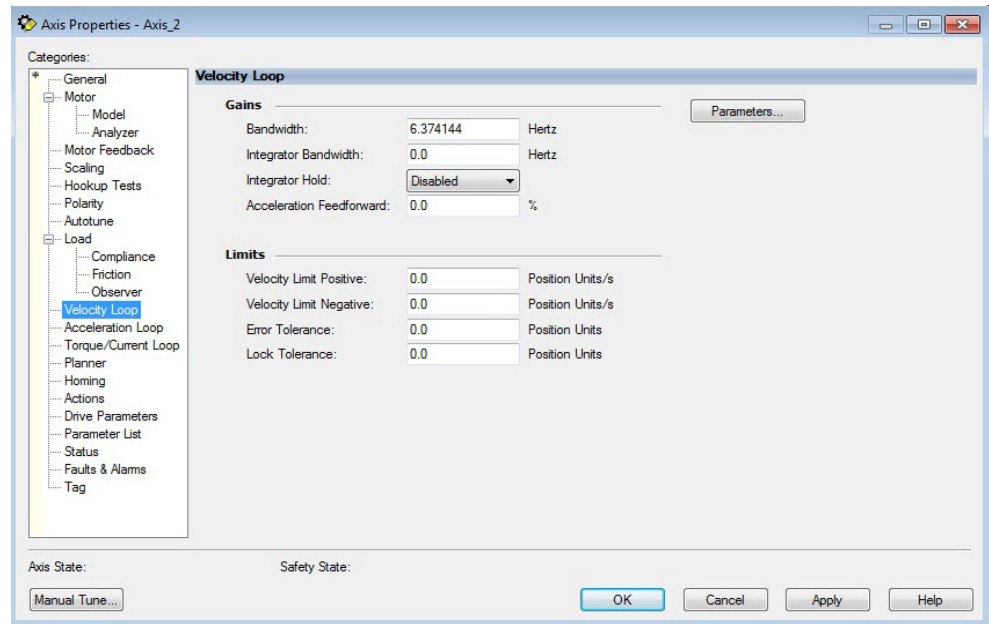 Axis Properties - Axis_2
Categories:
*
General
Motor
Model
Analyzer
Motor Feedback
Scaling
Hookup Tests
Polarity
Autotune
Load
Compliance
Friction
Observer
Velocity Loop
Acceleration Loop
Torque/Current Loop
Planner
Homing
Actions
Drive Parameters
Parameter List
Status
Faults & Alarms
Tag
Velocity Loop
Gains
Parameters...
Bandwidth: 6.374144 Hertz
Integrator Bandwidth: 0.0 Hertz
Integrator Hold: Disabled
Acceleration Feedforward: 0.0 %
Limits
Velocity Limit Positive: 0.0 Position Units/s
Velocity Limit Negative: 0.0 Position Units/s
Error Tolerance: 0.0 Position Units
Lock Tolerance: 0.0 Position Units
Axis State: Safety State:
Manual Tune... OK Cancel Apply Help